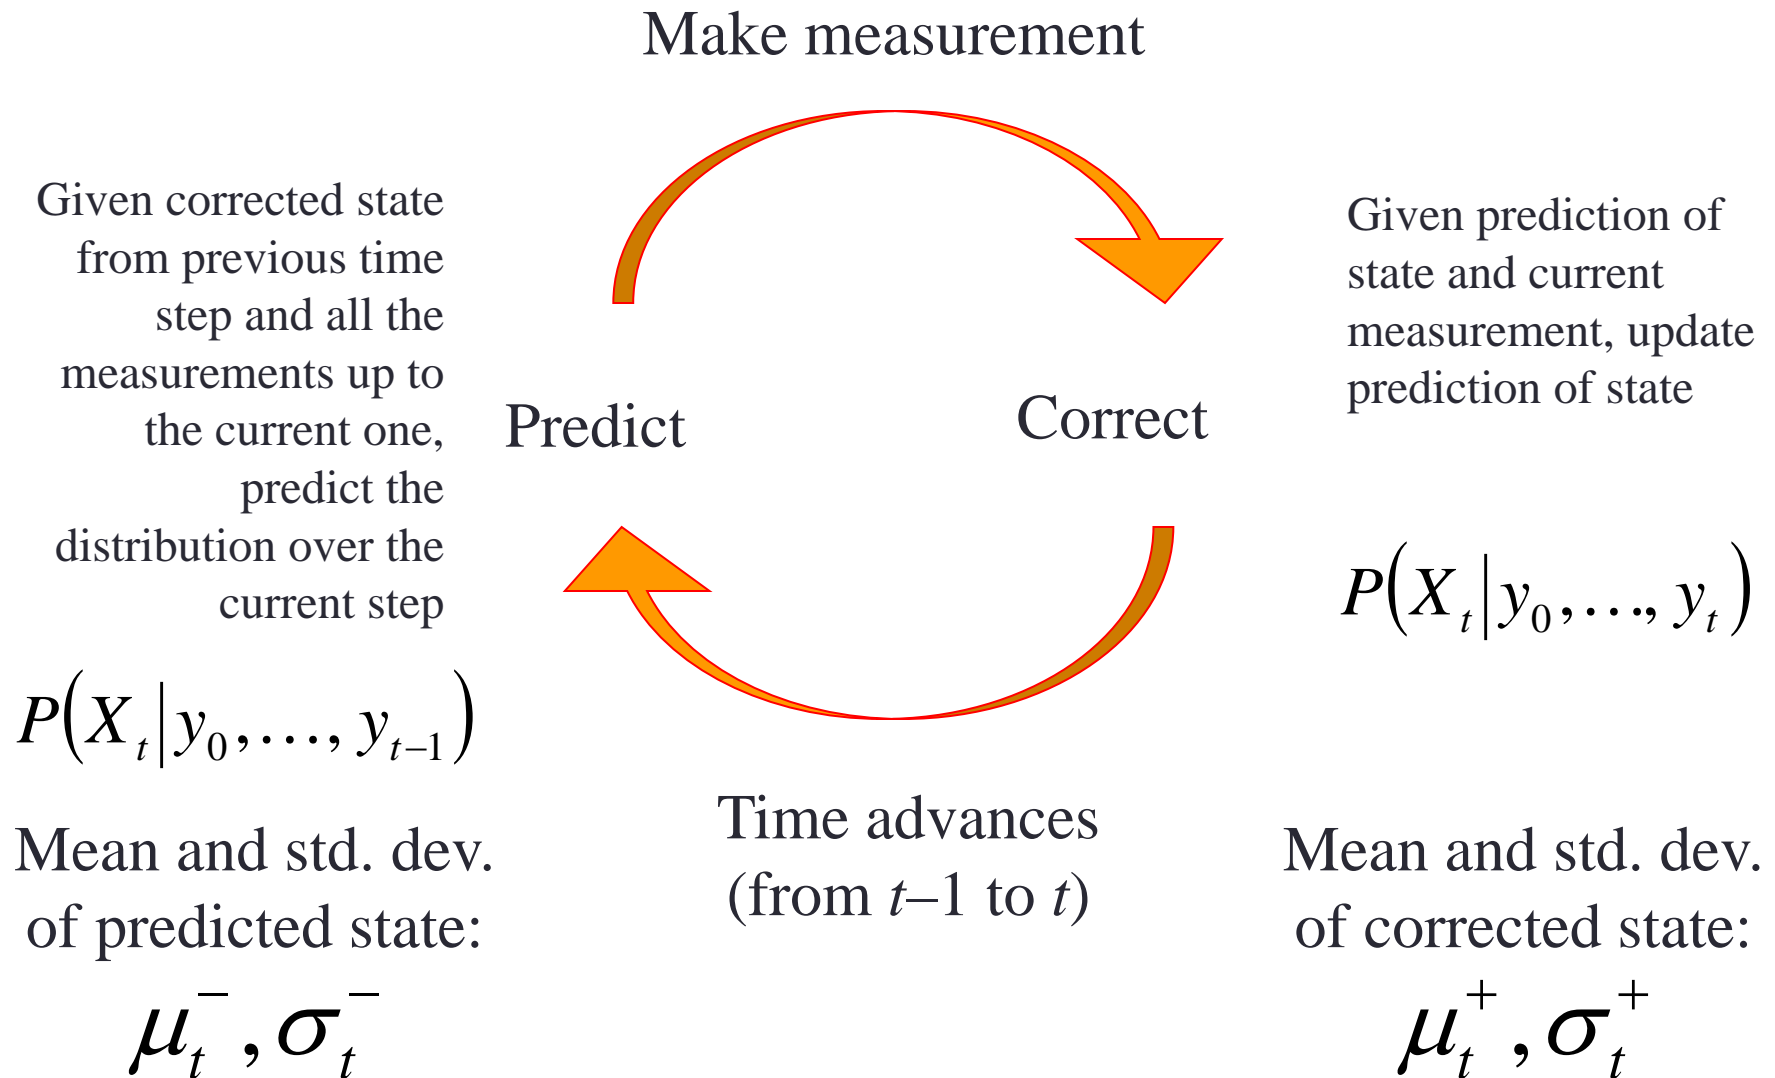 Make measurement
Given corrected state
from previous time
step and all the
measurements up to
the current one,
predict the
distribution over the
current step
Predict
Correct
Given prediction of
state and current
measurement, update
prediction of state
P(X_t|y_0,…, y_{t−1})
P(X_t|y_0,…, y_t)
Mean and std. dev.
of predicted state:
μ_t^−, σ_t^−
Time advances
(from t–1 to t)
Mean and std. dev.
of corrected state:
μ_t^+, σ_t^+